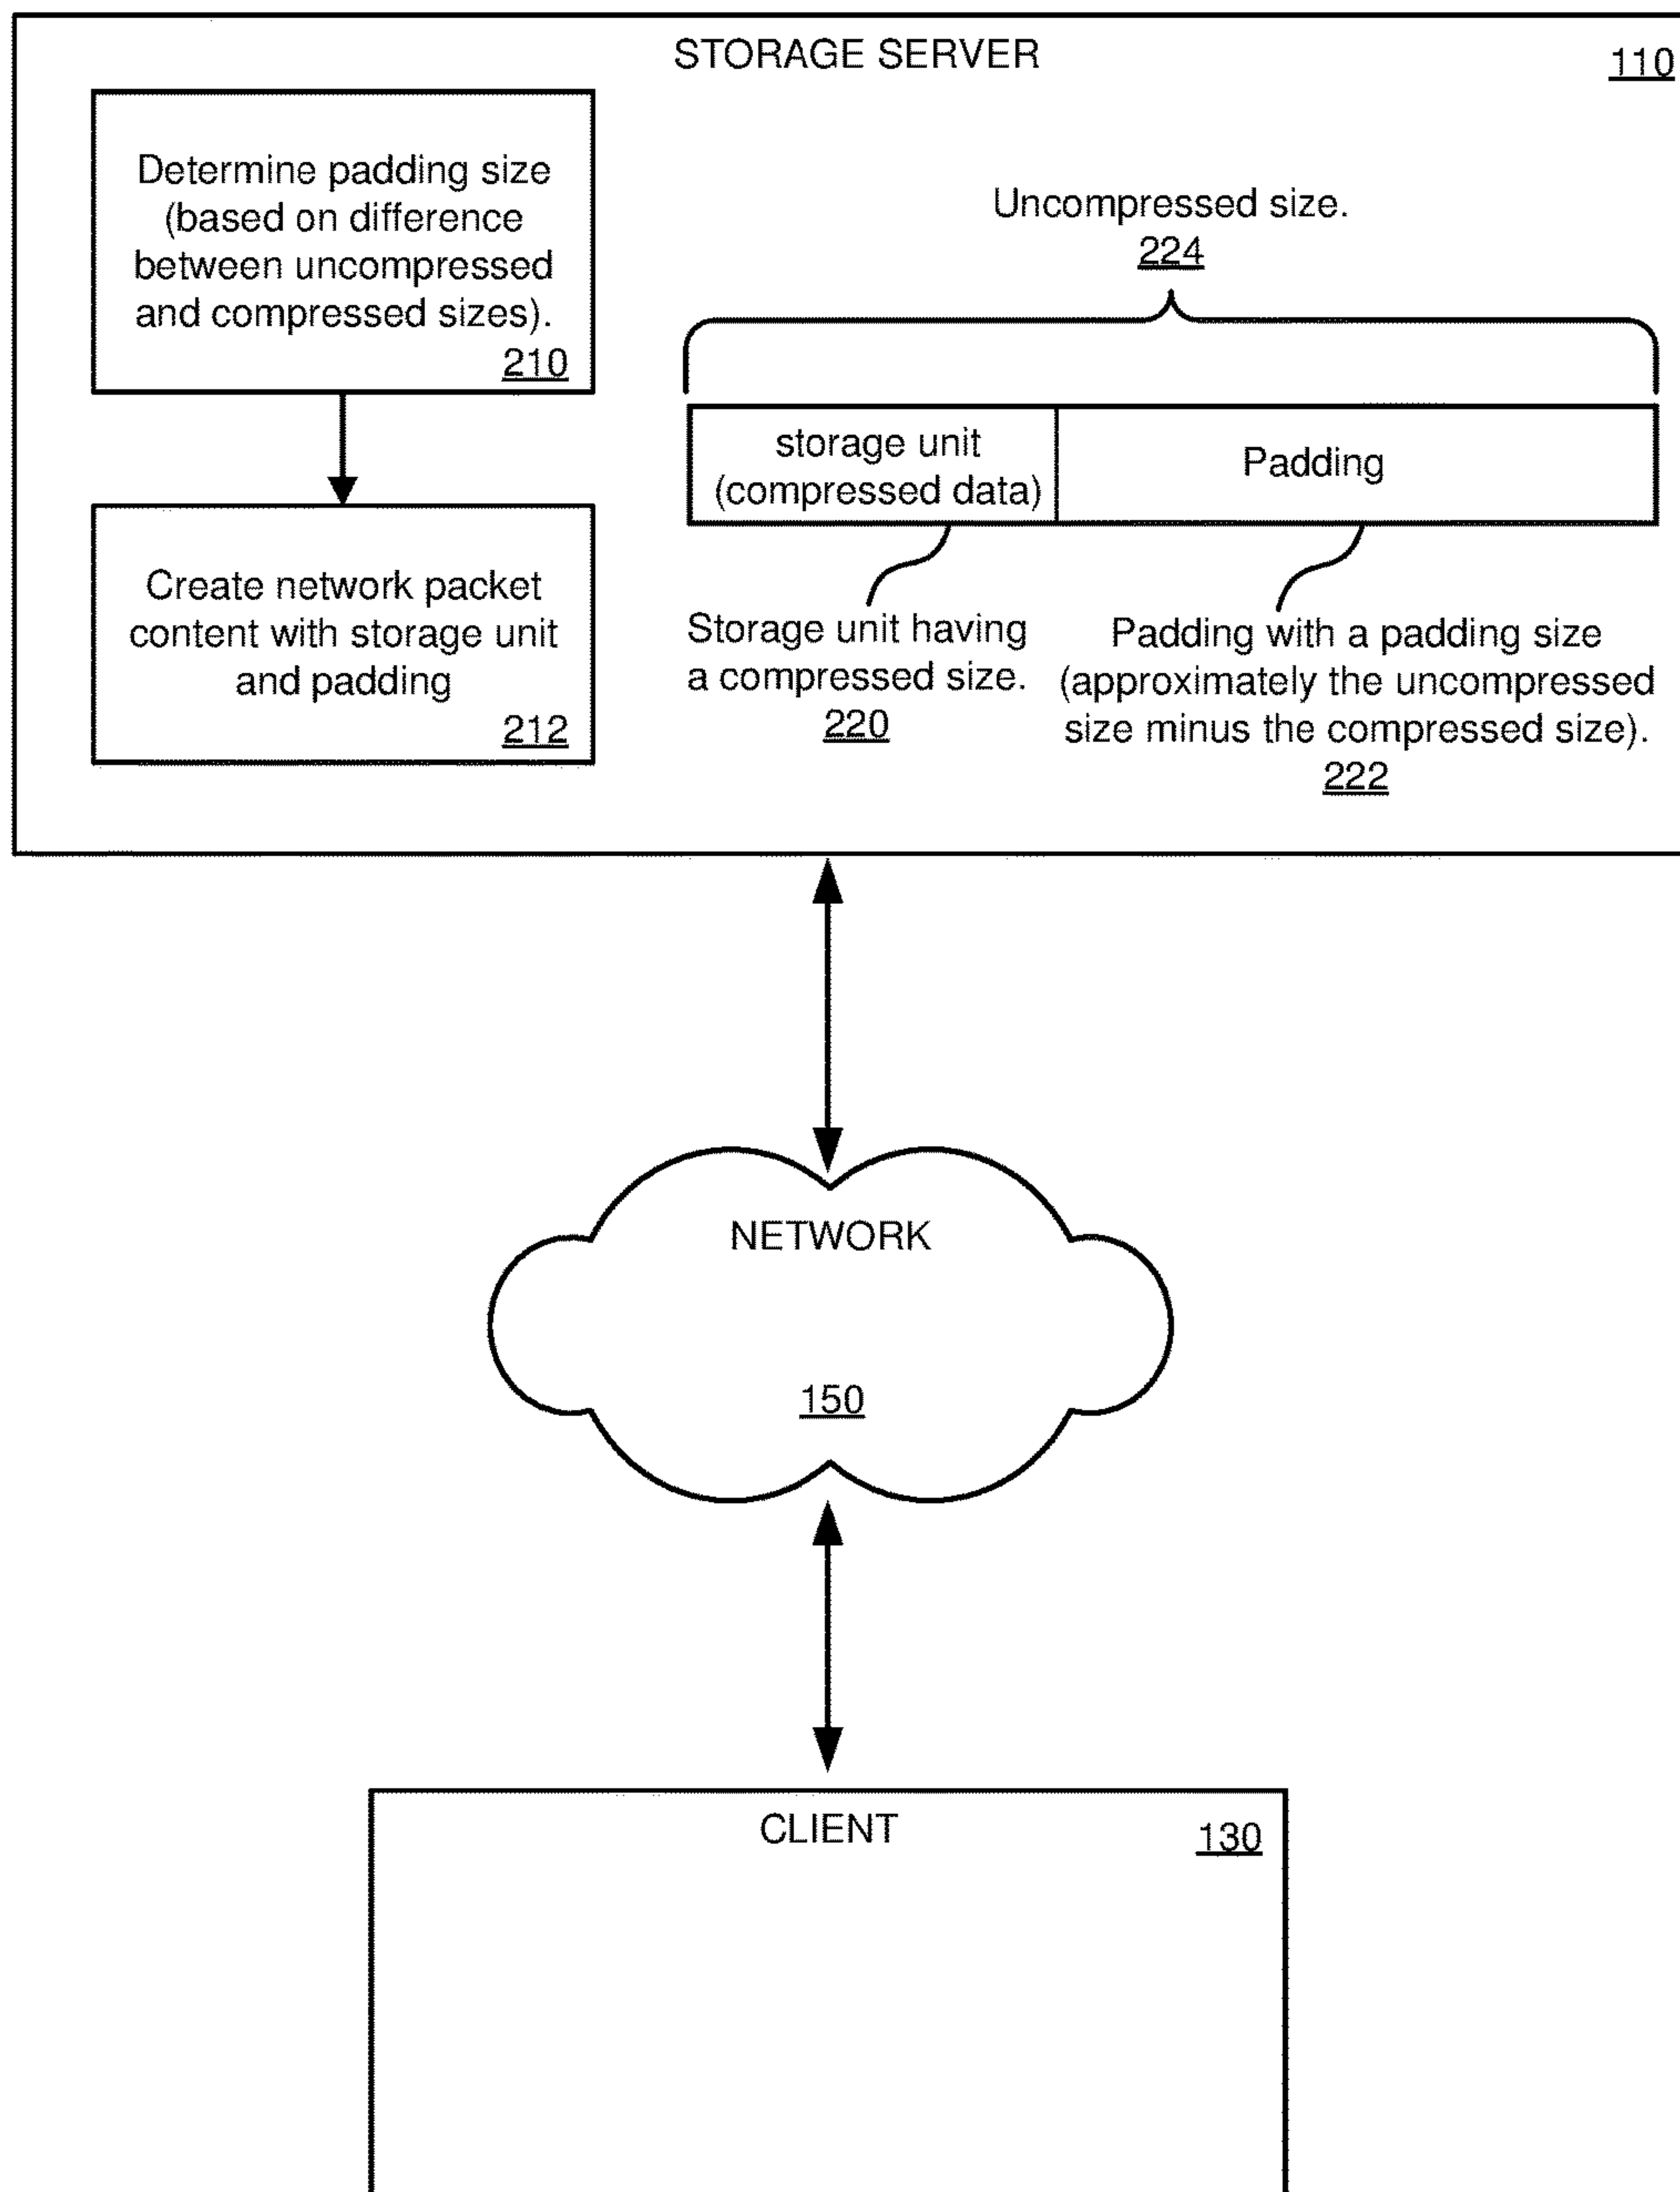 STORAGE SERVER
110
Determine padding size
(based on difference
between uncompressed
and compressed sizes).
210
Create network packet
content with storage unit
and padding
212
Uncompressed size.
224
storage unit
(compressed data)
Padding
Storage unit having
a compressed size.
220
Padding with a padding size
(approximately the uncompressed
size minus the compressed size).
222
NETWORK
150
CLIENT
130